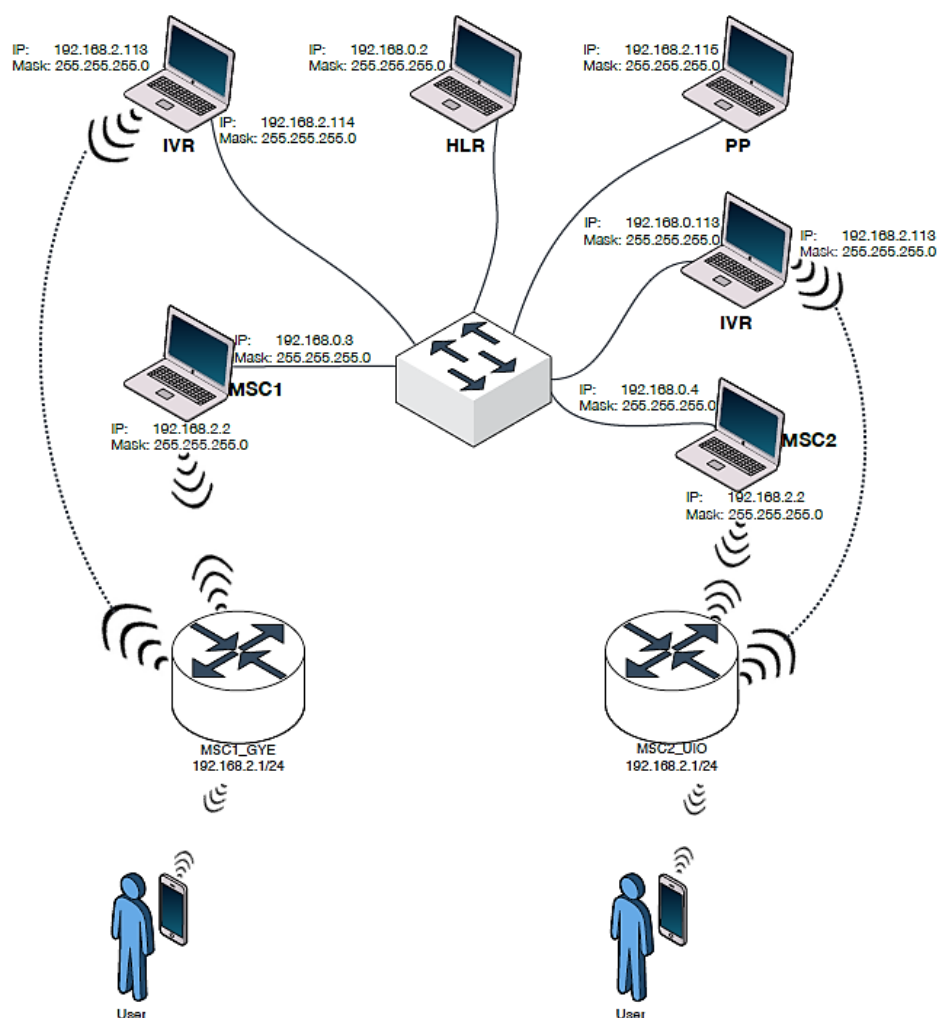 IP: 192.168.2.113
Mask: 255.255.255.0
IVR
IP: 192.168.2.114
Mask: 255.255.255.0
IP: 192.168.0.2
Mask: 255.255.255.0
HLR
IP: 192.168.2.115
Mask: 255.255.255.0
PP
IP: 192.168.0.113
Mask: 255.255.255.0
IP: 192.168.2.113
Mask: 255.255.255.0
IVR
IP: 192.168.0.3
Mask: 255.255.255.0
MSC1
IP: 192.168.2.2
Mask: 255.255.255.0
IP: 192.168.0.4
Mask: 255.255.255.0
MSC2
IP: 192.168.2.2
Mask: 255.255.255.0
MSC1_GYE
192.168.2.1/24
MSC2_UIO
192.168.2.1/24
User
User